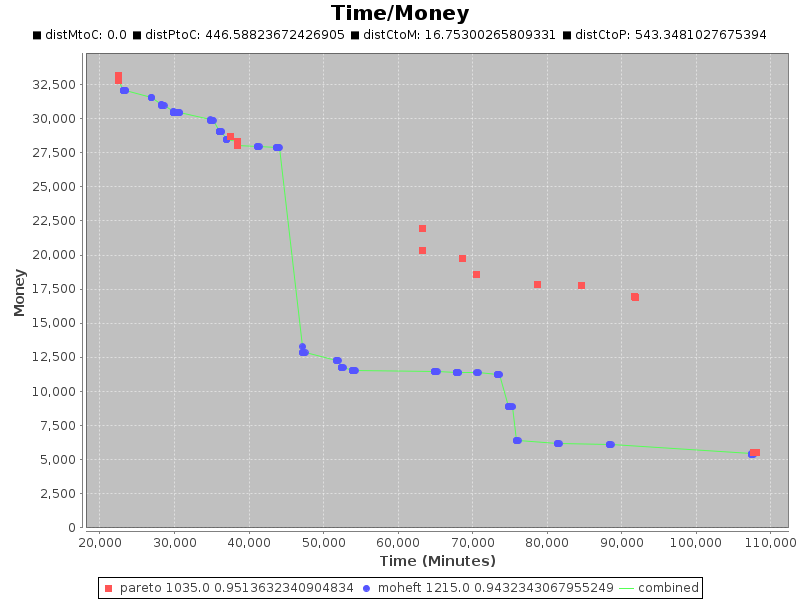 Time/Money
distMtoC: 0.0 distPtoC: 446.58823672426905 distCtoM: 16.75300265809331 distCtoP: 543.3481027675394
32,500
30,000
27,500
25,000
22,500
20,000
17,500
15,000
12,500
10,000
7,500
5,000
2,500
0
Money
20,000 30,000 40,000 50,000 60,000 70,000 80,000 90,000 100,000 110,000
Time (Minutes)
pareto 1035.0 0.9513632340904834 moheft 1215.0 0.9432343067955249 combined